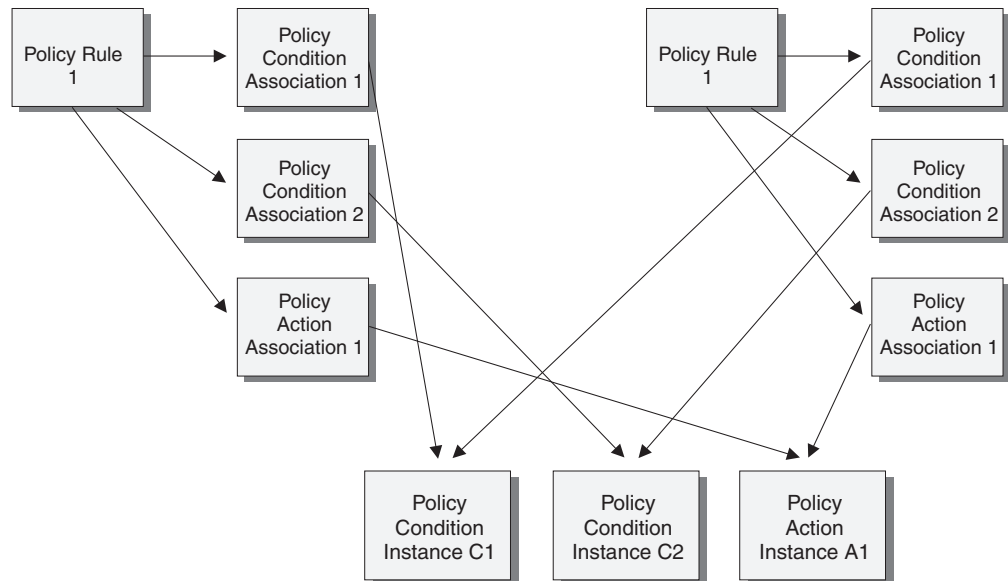 Policy Rule
1
Policy
Condition
Association 1
Policy
Condition
Association 2
Policy
Action
Association 1
Policy Rule
1
Policy
Condition
Association 1
Policy
Condition
Association 2
Policy
Action
Association 1
Policy
Condition
Instance C1
Policy
Condition
Instance C2
Policy
Action
Instance A1